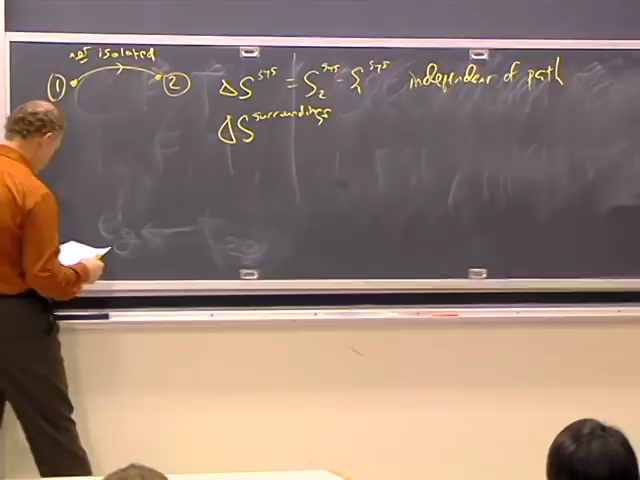 not isolated
① → ② ΔS^sys = S₂^sys - S₁^sys independent of path
ΔS^surroundings